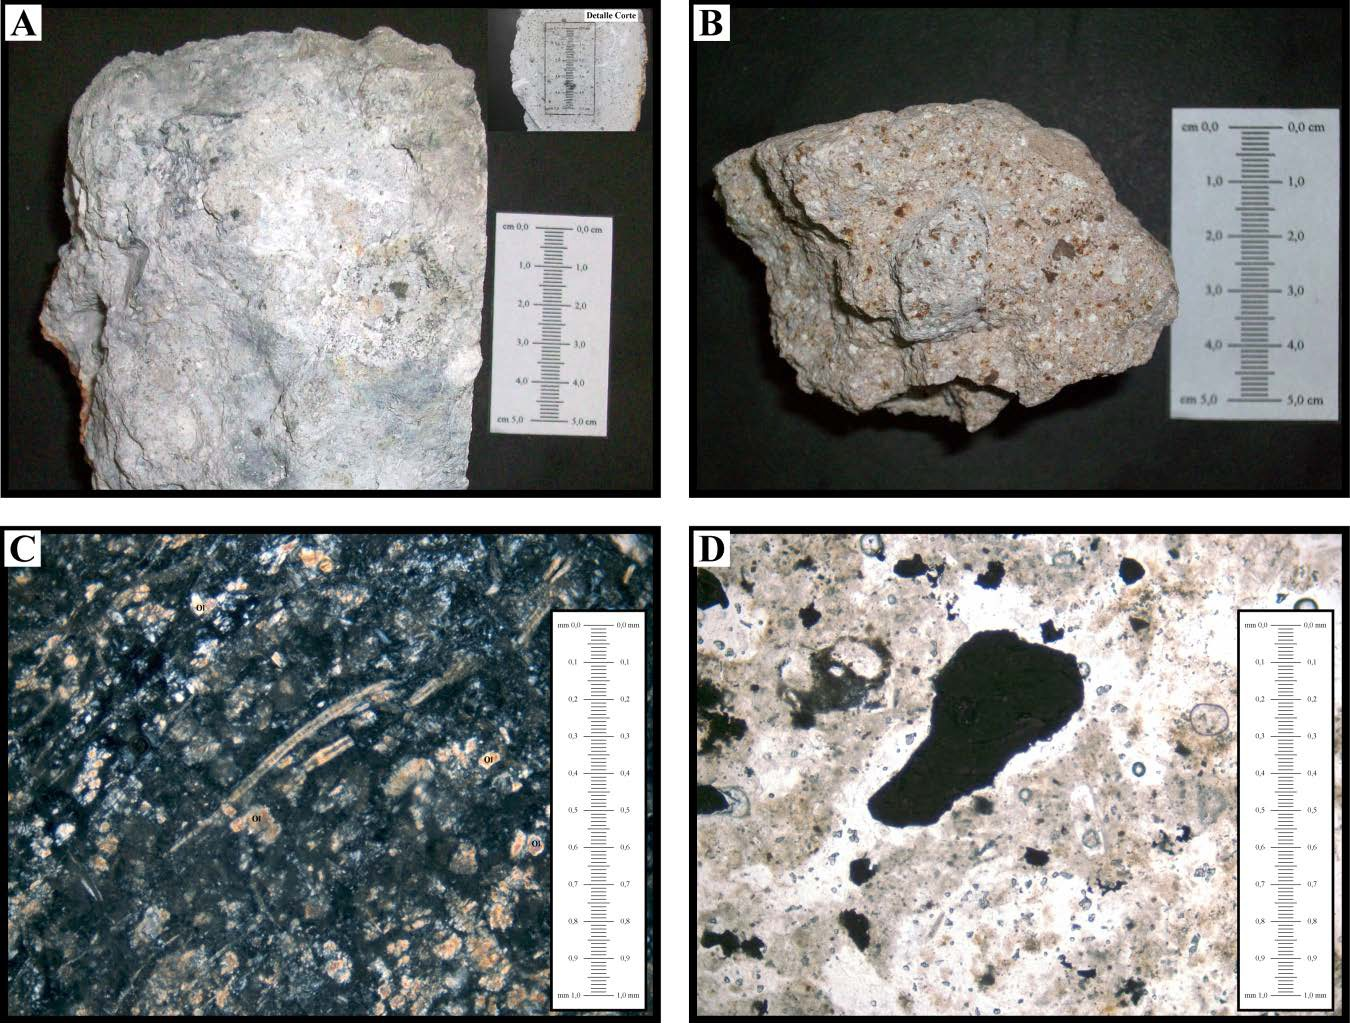 A
Detalle Corte
cm 0,0 0,0 cm
1,0 1,0
2,0 2,0
3,0 3,0
4,0 4,0
cm 5,0 5,0 cm
B
cm 0,0 0,0 cm
1,0 1,0
2,0 2,0
3,0 3,0
4,0 4,0
cm 5,0 5,0 cm
C
Ol
Ol
Ol
Ol
mm 0,0 0,0 mm
0,1 0,1
0,2 0,2
0,3 0,3
0,4 0,4
0,5 0,5
0,6 0,6
0,7 0,7
0,8 0,8
0,9 0,9
mm 1,0 1,0 mm
D
mm 0,0 0,0 mm
0,1 0,1
0,2 0,2
0,3 0,3
0,4 0,4
0,5 0,5
0,6 0,6
0,7 0,7
0,8 0,8
0,9 0,9
mm 1,0 1,0 mm